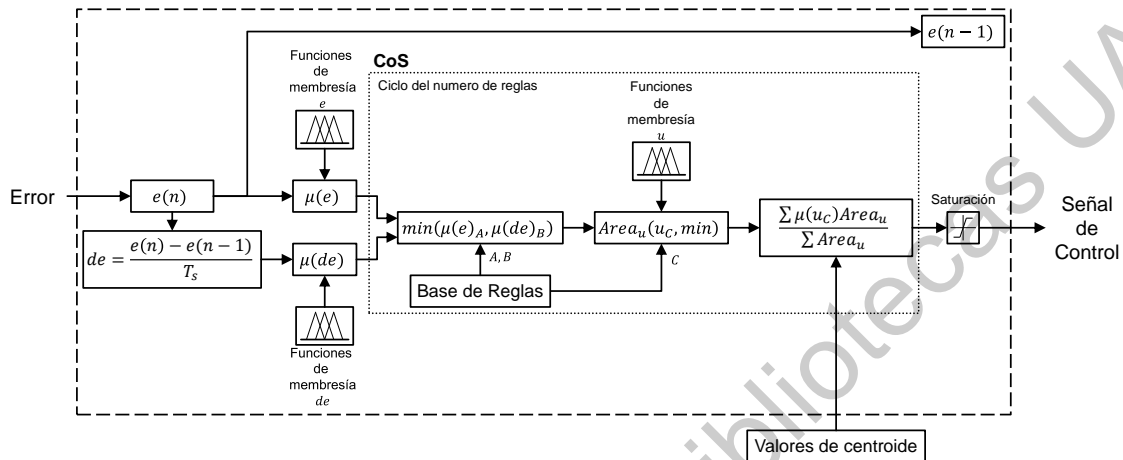 e(n − 1)
Funciones
de
membresía
e
CoS
Ciclo del numero de reglas
Funciones
de
membresía
u
Error
e(n)
μ(e)
min(μ(e)_A, μ(de)_B)
Area_u(u_C, min)
∑ μ(u_C)Area_u
∑ Area_u
Saturación
Señal
de
Control
de = e(n) − e(n − 1)
T_s
μ(de)
A,B
C
Base de Reglas
Funciones
de
membresía
de
Valores de centroide